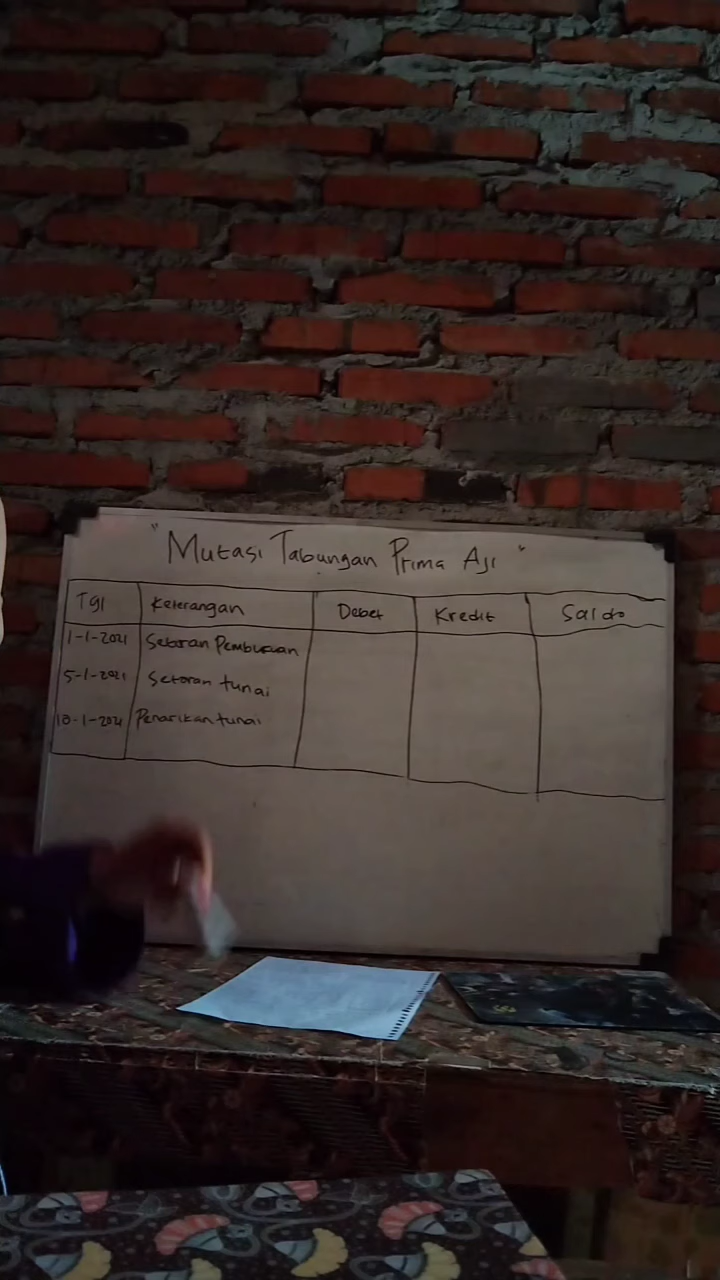 "Mutasi Tabungan Prima Aji"
Tgl Keterangan Debet Kredit Saldo
1-1-2021 Setoran Pembukaan
5-1-2021 Setoran tunai
10-1-2021 Penarikan tunai